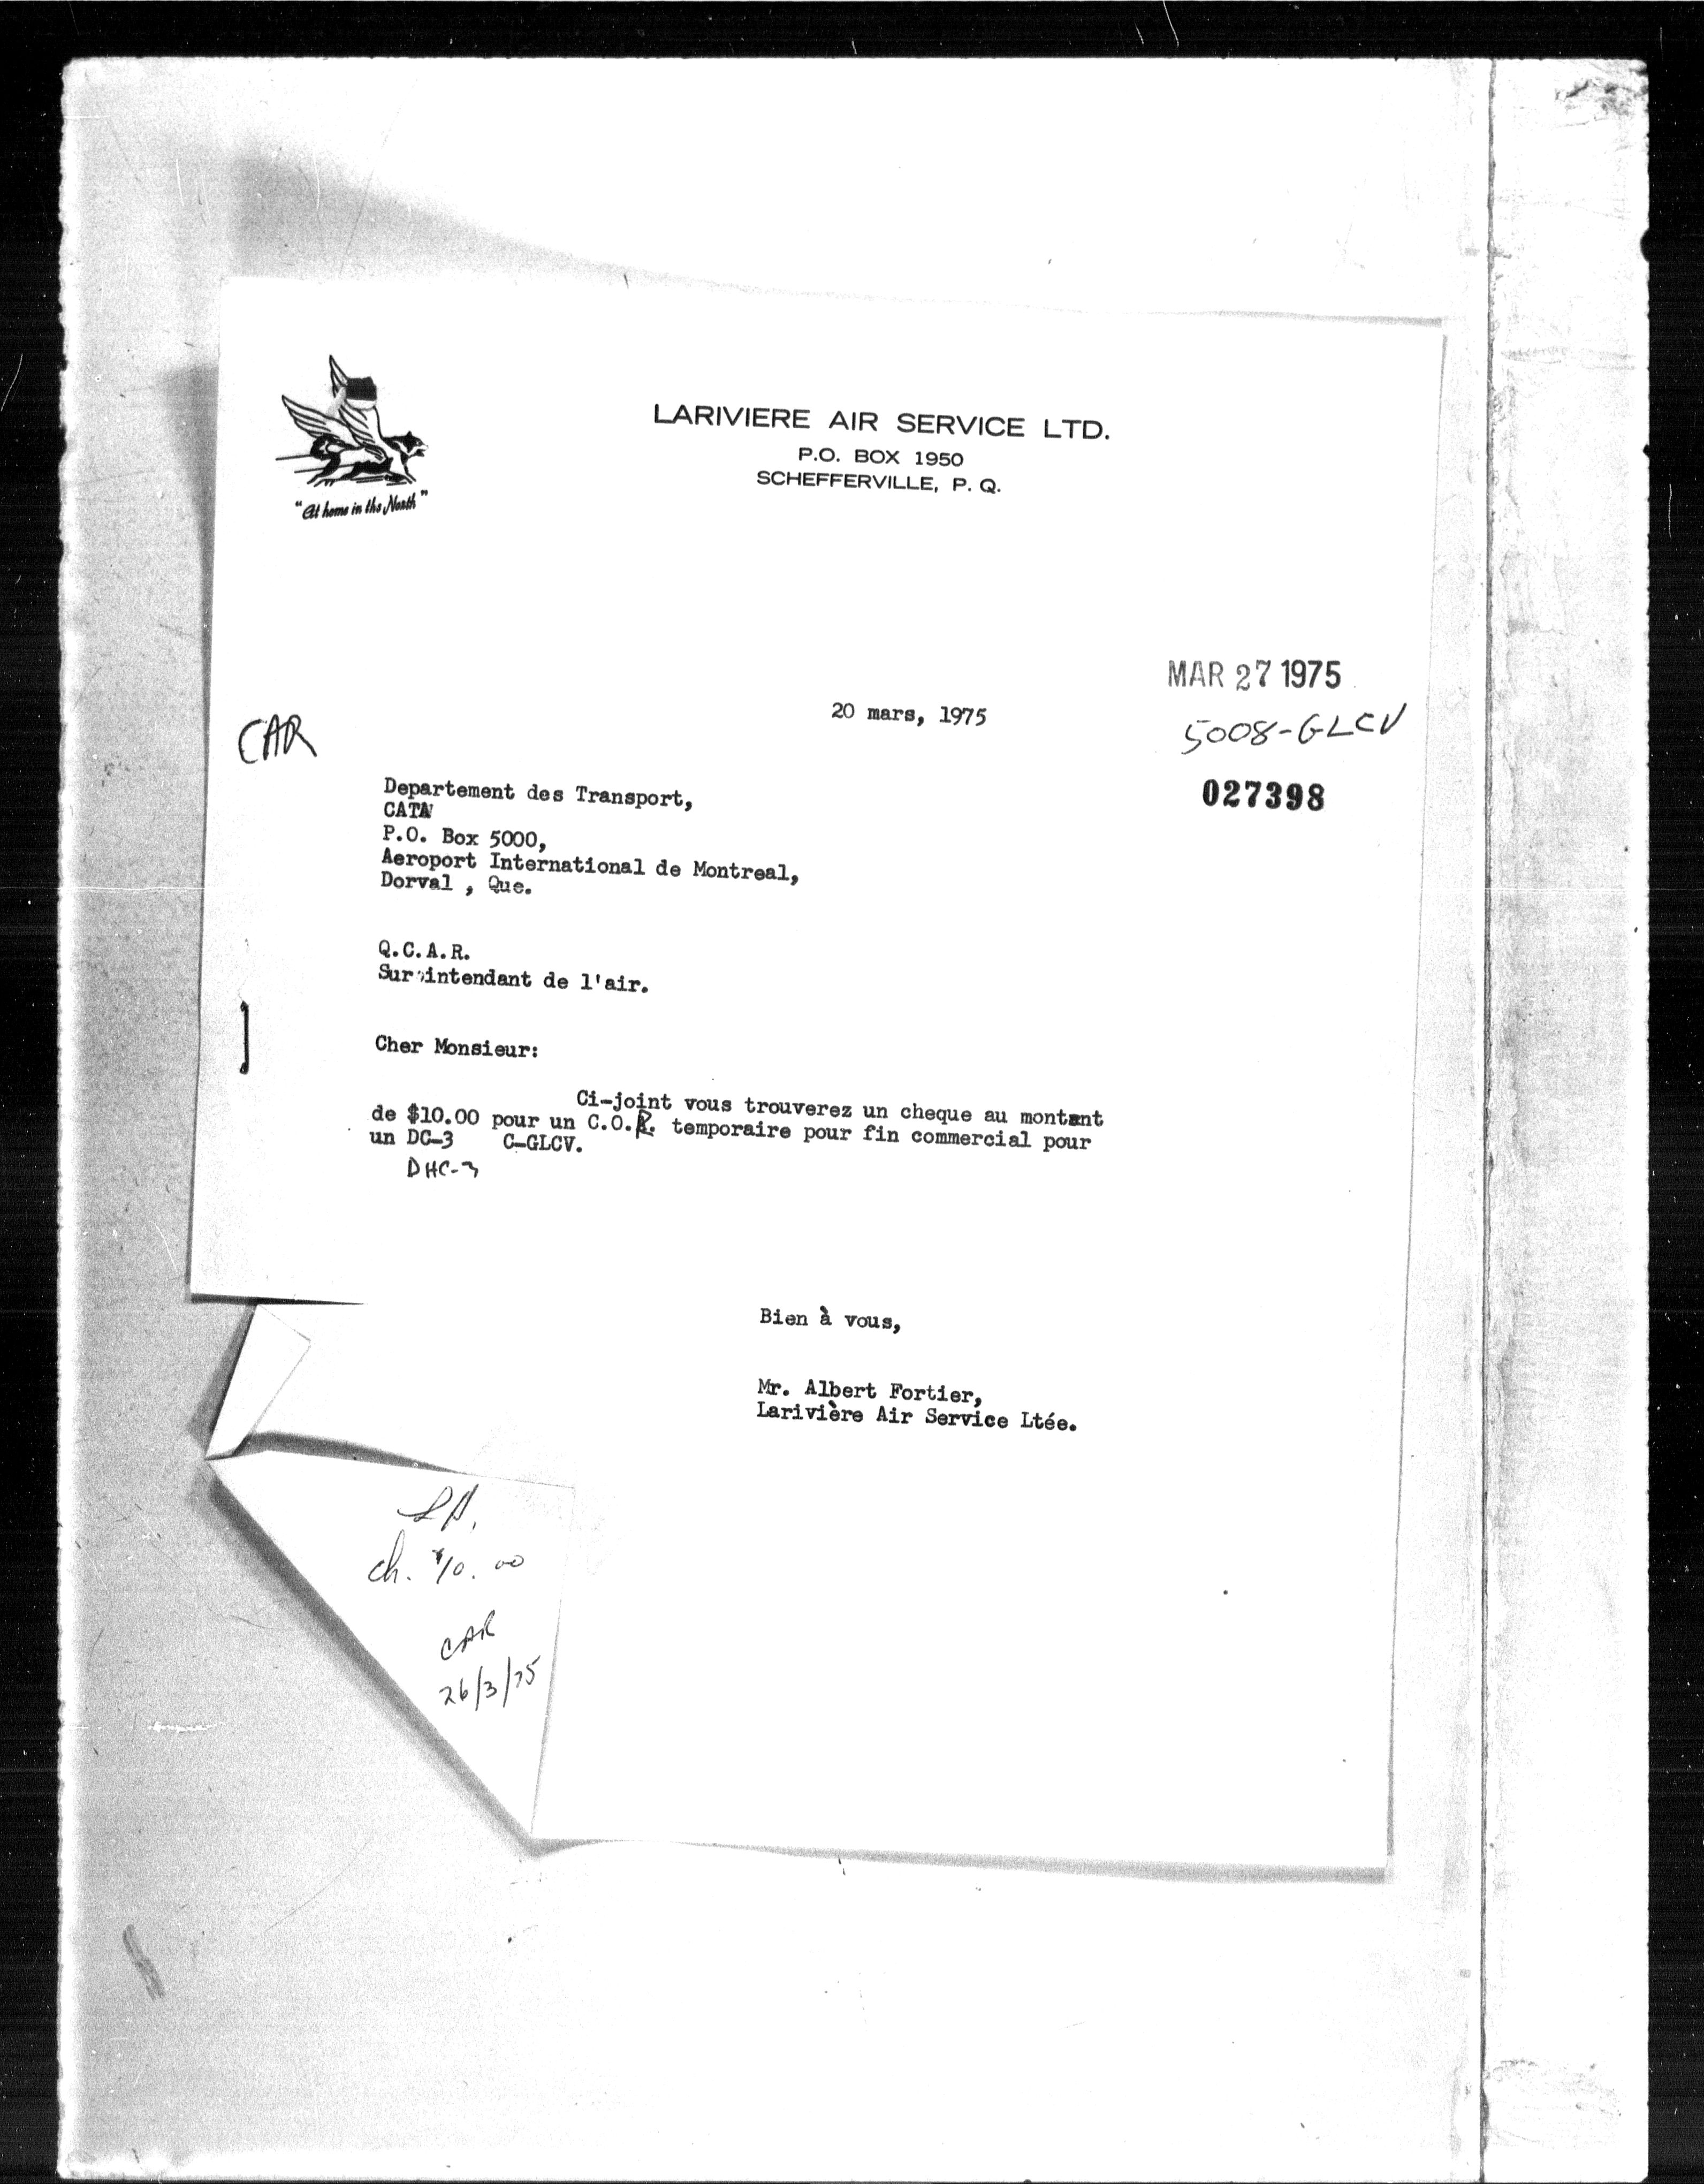 LARIVIERE AIR SERVICE LTD.
P.O. BOX 1950
SCHEFFERVILLE, P. Q.
"At home in the North"
MAR 27 1975
20 mars, 1975
5008-GLCV
CAR
027398
Departement des Transport,
CATN
P.O. Box 5000,
Aeroport International de Montreal,
Dorval , Que.
Q.C.A.R.
Surintendant de l'air.
Cher Monsieur:
Ci-joint vous trouverez un cheque au montant
de $10.00 pour un C.O.R. temporaire pour fin commercial pour
un DC-3 C-GLCV.
DHC-3
Bien à vous,
Mr. Albert Fortier,
Larivière Air Service Ltée.
ch. $10.00
CAR
26/3/75